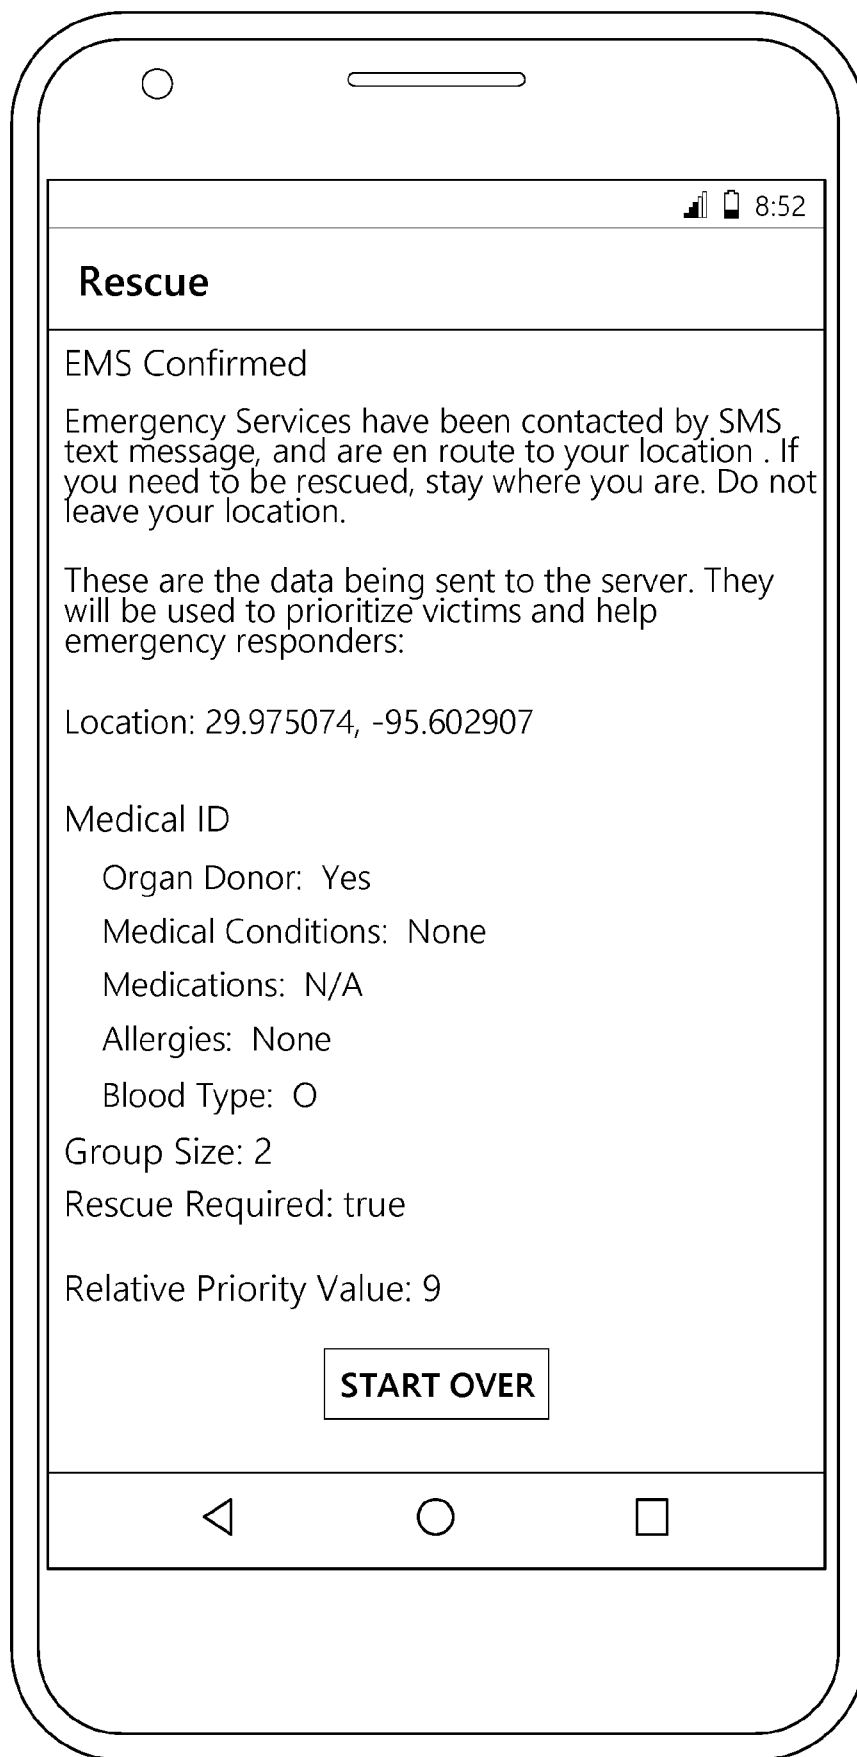 8:52
Rescue
EMS Confirmed
Emergency Services have been contacted by SMS
text message, and are en route to your location . If
you need to be rescued, stay where you are. Do not
leave your location.
These are the data being sent to the server. They
will be used to prioritize victims and help
emergency responders:
Location: 29.975074, -95.602907
Medical ID
Organ Donor: Yes
Medical Conditions: None
Medications: N/A
Allergies: None
Blood Type: O
Group Size: 2
Rescue Required: true
Relative Priority Value: 9
START OVER